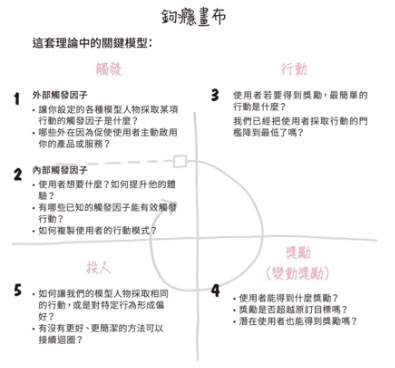 鉤癮畫布
這套理論中的關鍵模型：
觸發
1 外部觸發因子
• 讓你設定的各種模型人物採取某項
行動的觸發因子是什麼？
• 哪些外在因為促使使用者主動啟用
你的產品或服務？
2 內部觸發因子
• 使用者想要什麼？如何提升他的體
驗？
• 有哪些已知的觸發因子能有效觸發
行動？
• 如何複製使用者的行動模式？
行動
3 使用者若要得到獎勵，最簡單的
行動是什麼？
我們已經把使用者採取行動的門
檻降到最低了嗎？
獎勵
（變動獎勵）
4 • 使用者能得到什麼獎勵？
• 獎勵是否超越原訂目標嗎？
• 潛在使用者也能得到獎勵嗎？
投入
5 • 如何讓我們的模型人物採取相同
的行動，或是對特定行為形成偏
好？
• 有沒有更好、更簡潔的方法可以
接續迴圈？